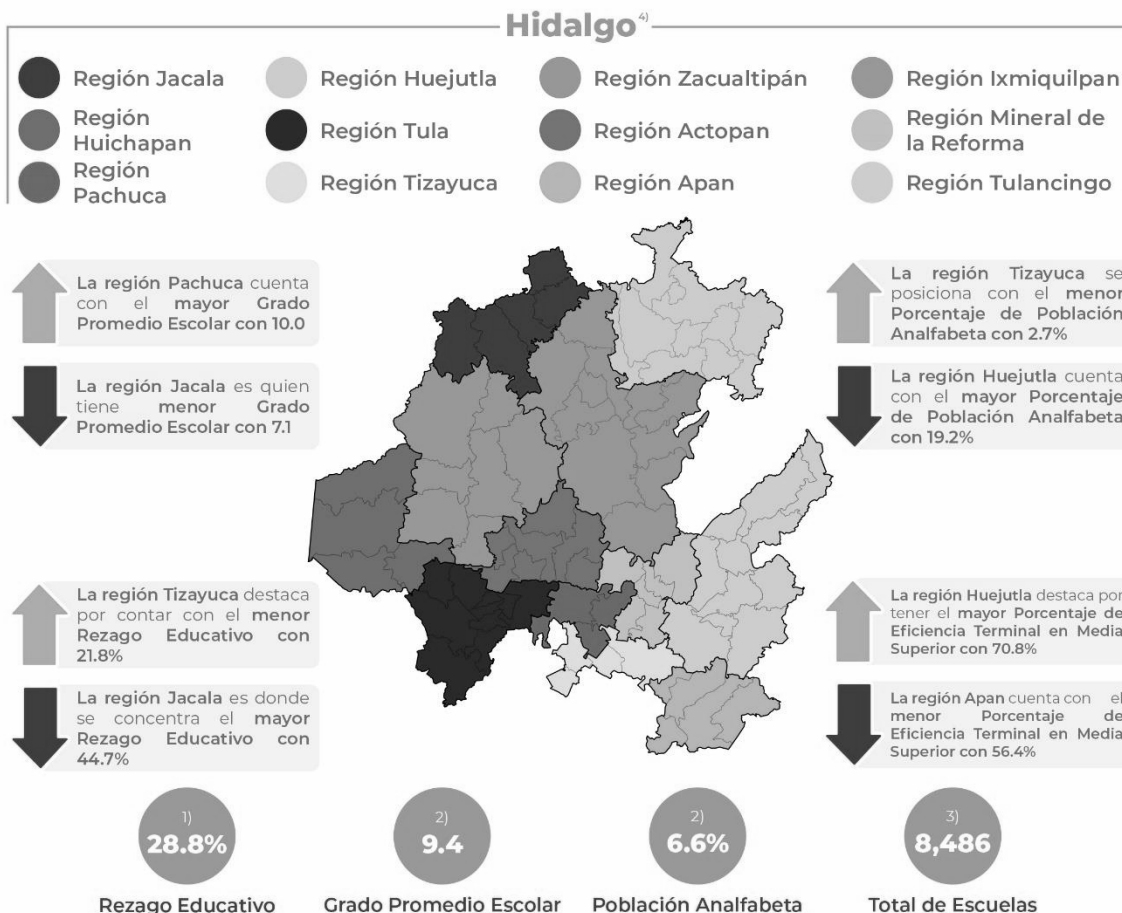 Hidalgo 4)
Región Jacala
Región Huejutla
Región Zacualtipán
Región Ixmiquilpan
Región
Huichapan
Región Tula
Región Actopan
Región Mineral de
la Reforma
Región
Pachuca
Región Tizayuca
Región Apan
Región Tulancingo
La región Pachuca cuenta
con el mayor Grado
Promedio Escolar con 10.0
La región Jacala es quien
tiene menor Grado
Promedio Escolar con 7.1
La región Tizayuca se
posiciona con el menor
Porcentaje de Población
Analfabeta con 2.7%
La región Huejutla cuenta
con el mayor Porcentaje
de Población Analfabeta
con 19.2%
La región Tizayuca destaca
por contar con el menor
Rezago Educativo con
21.8%
La región Jacala es donde
se concentra el mayor
Rezago Educativo con
44.7%
La región Huejutla destaca por
tener el mayor Porcentaje de
Eficiencia Terminal en Media
Superior con 70.8%
La región Apan cuenta con el
menor Porcentaje de
Eficiencia Terminal en Media
Superior con 56.4%
1)
28.8%
Rezago Educativo
2)
9.4
Grado Promedio Escolar
2)
6.6%
Población Analfabeta
3)
8,486
Total de Escuelas